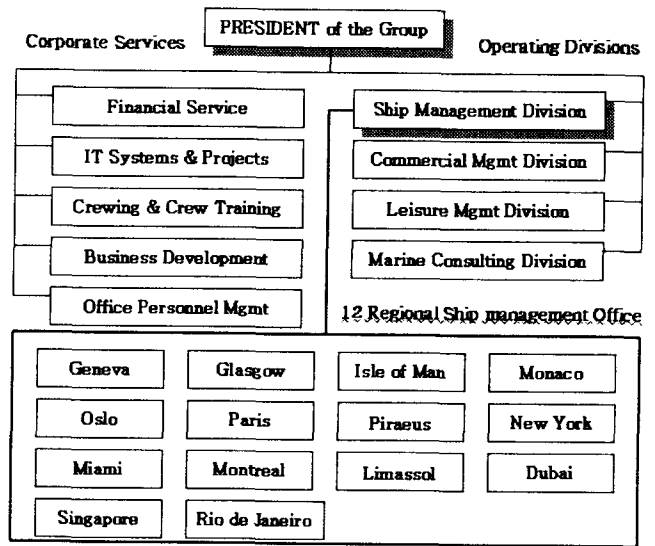 PRESIDENT of the Group
Corporate Services
Operating Divisions
Financial Service
Ship Management Division
IT Systems & Projects
Commercial Mgmt Division
Crewing & Crew Training
Leisure Mgmt Division
Business Development
Marine Consulting Division
Office Personnel Mgmt
12 Regional Ship management Office
Geneva
Glasgow
Isle of Man
Monaco
Oslo
Paris
Piraeus
New York
Miami
Montreal
Limassol
Dubai
Singapore
Rio de Janeiro